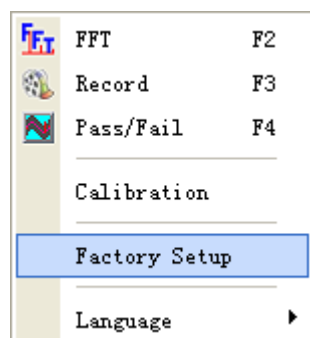 FFT F2
Record F3
Pass/Fail F4
Calibration
Factory Setup
Language